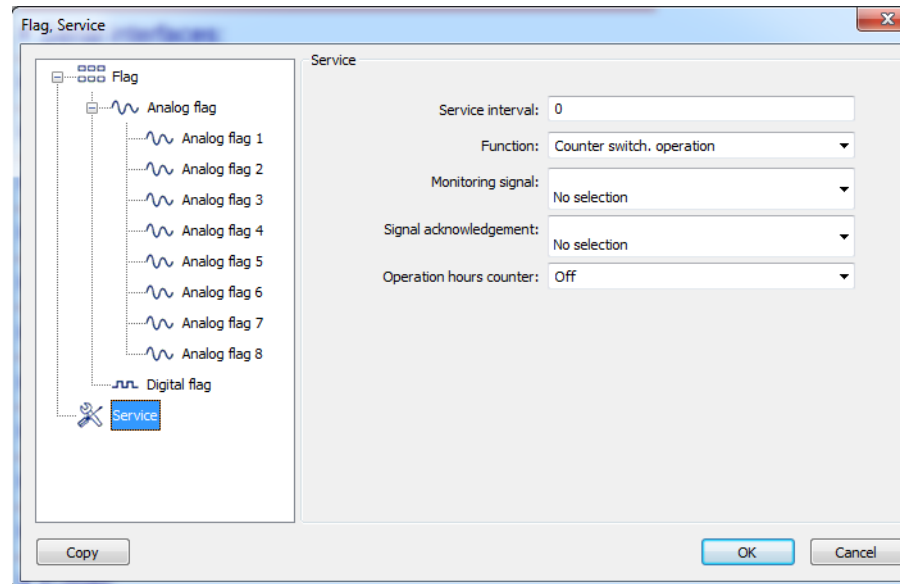 Flag, Service
Flag
Analog flag
Analog flag 1
Analog flag 2
Analog flag 3
Analog flag 4
Analog flag 5
Analog flag 6
Analog flag 7
Analog flag 8
Digital flag
Service
Service
Service interval: 0
Function: Counter switch. operation
Monitoring signal: No selection
Signal acknowledgement: No selection
Operation hours counter: Off
Copy
OK
Cancel